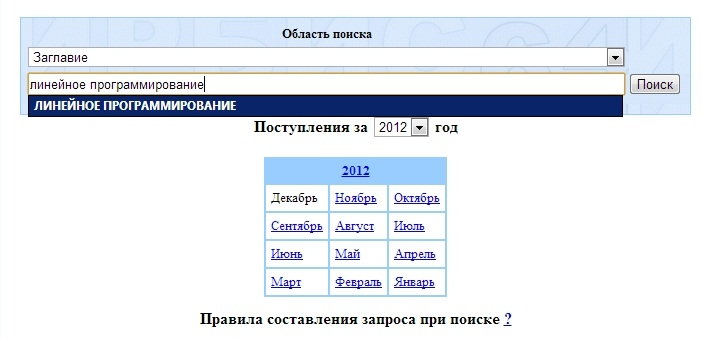 Область поиска
Заглавие
линейное программирование Поиск
ЛИНЕЙНОЕ ПРОГРАММИРОВАНИЕ
Поступления за 2012 год
2012
Декабрь Ноябрь Октябрь
Сентябрь Август Июль
Июнь Май Апрель
Март Февраль Январь
Правила составления запроса при поиске ?